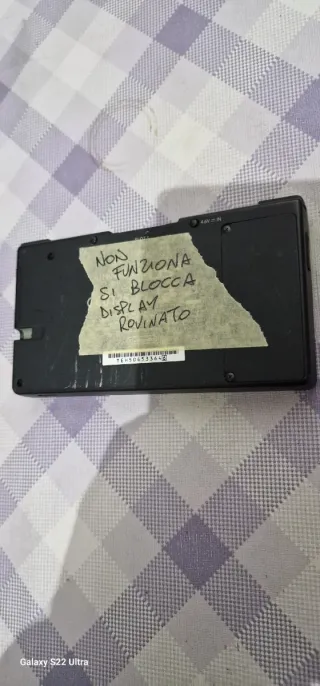 NON
FUNZIONA
SI BLOCCA
DISPLAY
ROVINATO
Galaxy S22 Ultra